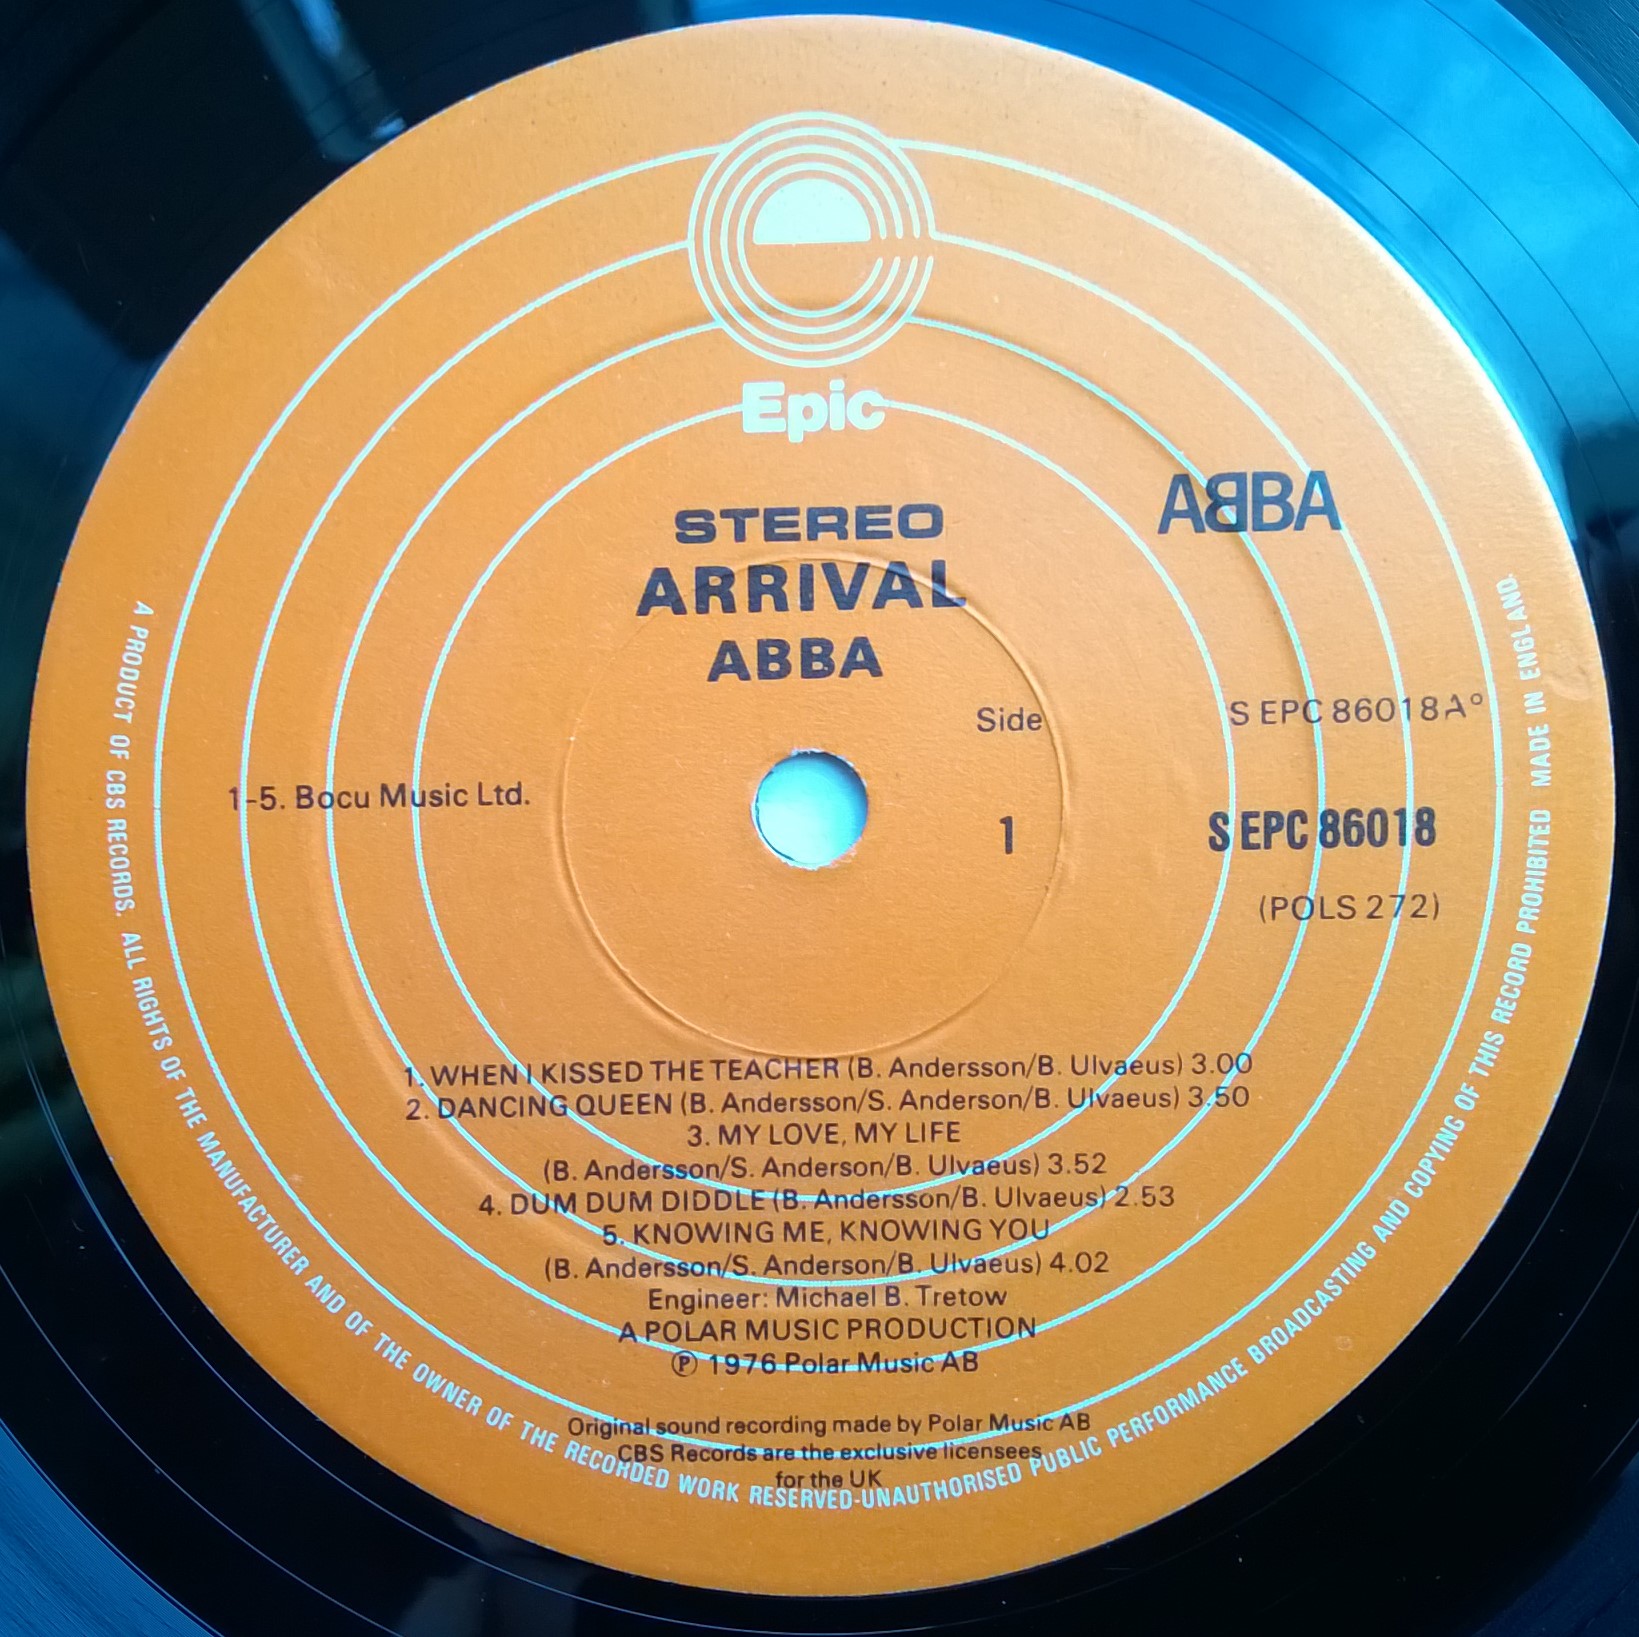 Epic
STEREO
ABBA
ARRIVAL
ABBA
Side
S EPC 86018A°
1-5. Bocu Music Ltd.
1
S EPC 86018
(POLS 272)
1. WHEN I KISSED THE TEACHER (B. Andersson/B. Ulvaeus) 3.00
2. DANCING QUEEN (B. Andersson/S. Anderson/B. Ulvaeus) 3.50
3. MY LOVE, MY LIFE
(B. Andersson/S. Anderson/B. Ulvaeus) 3.52
4. DUM DUM DIDDLE (B. Andersson/B. Ulvaeus) 2.53
5. KNOWING ME, KNOWING YOU
(B. Andersson/S. Anderson/B. Ulvaeus) 4.02
Engineer: Michael B. Tretow
A POLAR MUSIC PRODUCTION
℗ 1976 Polar Music AB
Original sound recording made by Polar Music AB
CBS Records are the exclusive licensees
for the UK
A PRODUCT OF CBS RECORDS. ALL RIGHTS OF THE MANUFACTURER AND OF THE OWNER OF THE RECORDED WORK RESERVED-UNAUTHORISED PUBLIC PERFORMANCE BROADCASTING AND COPYING OF THIS RECORD PROHIBITED MADE IN ENGLAND.